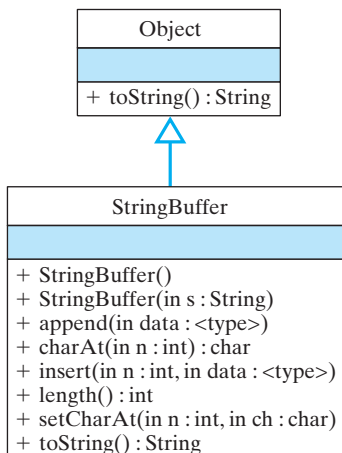 Object
+ toString() : String
StringBuffer
+ StringBuffer()
+ StringBuffer(in s : String)
+ append(in data : <type>)
+ charAt(in n : int) : char
+ insert(in n : int, in data : <type>)
+ length() : int
+ setCharAt(in n : int, in ch : char)
+ toString() : String